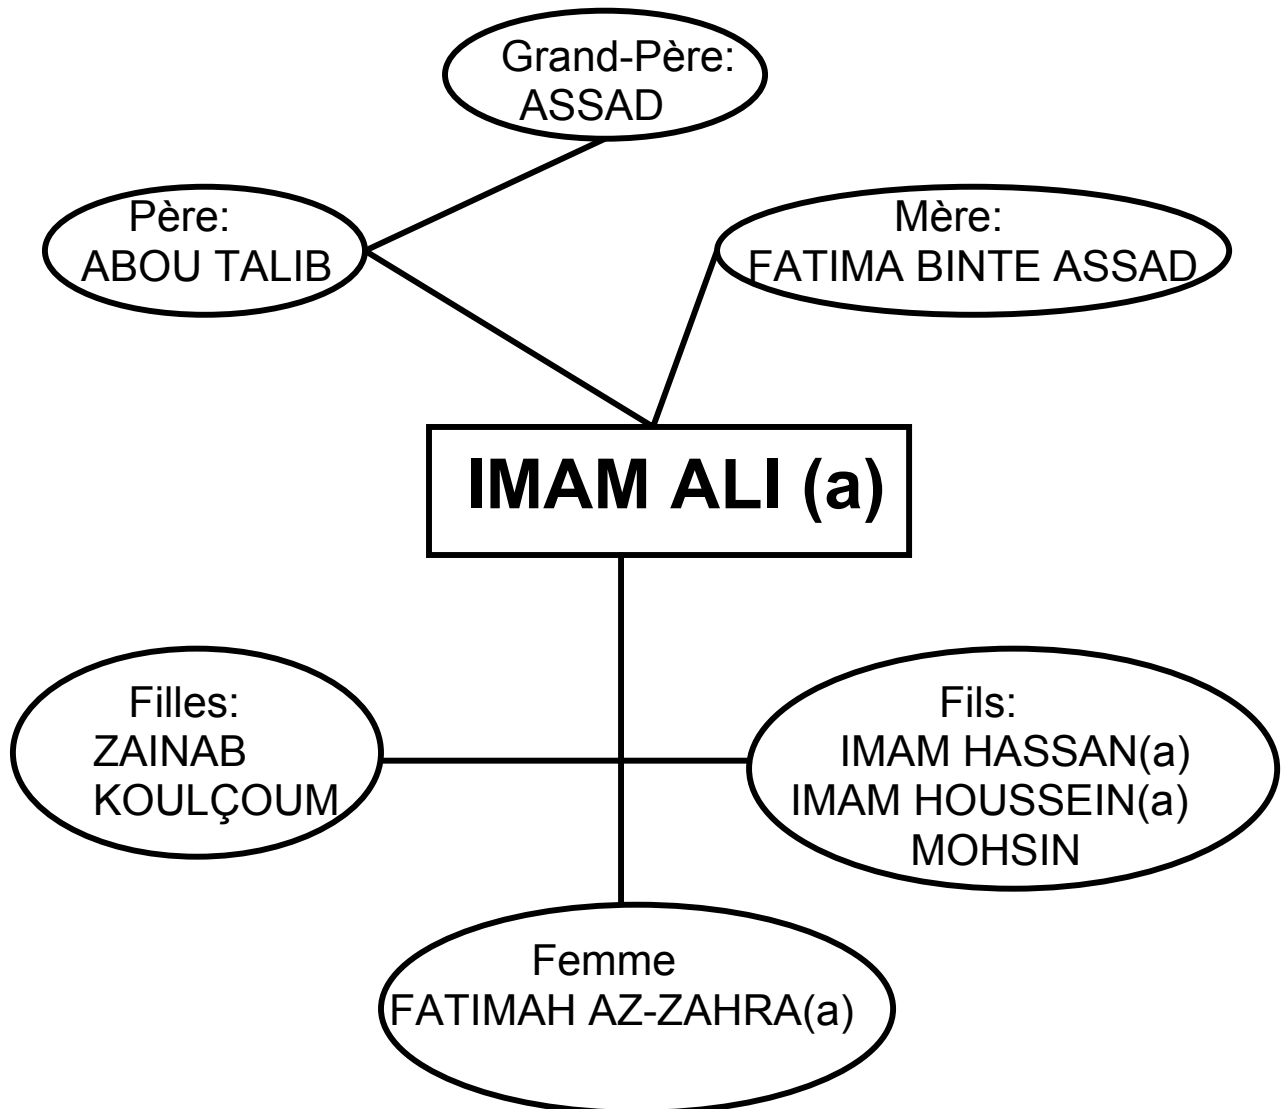 Grand-Père:
ASSAD
Père:
ABOU TALIB
Mère:
FATIMA BINTE ASSAD
IMAM ALI (a)
Filles:
ZAINAB
KOULÇOUM
Fils:
IMAM HASSAN(a)
IMAM HOUSSEIN(a)
MOHSIN
Femme
FATIMAH AZ-ZAHRA(a)